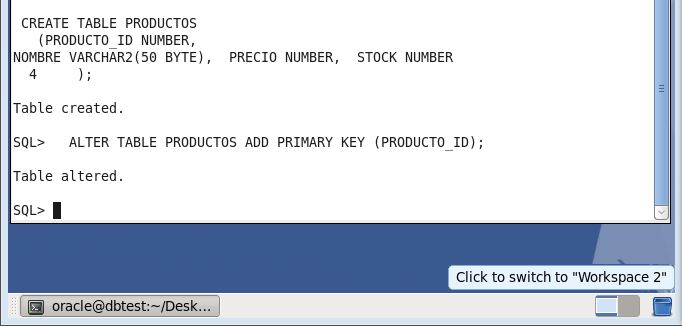 CREATE TABLE PRODUCTOS
(PRODUCTO_ID NUMBER,
NOMBRE VARCHAR2(50 BYTE),  PRECIO NUMBER,  STOCK NUMBER
4     );
Table created.
SQL>   ALTER TABLE PRODUCTOS ADD PRIMARY KEY (PRODUCTO_ID);
Table altered.
SQL>
Click to switch to "Workspace 2"
oracle@dbtest:~/Desk...